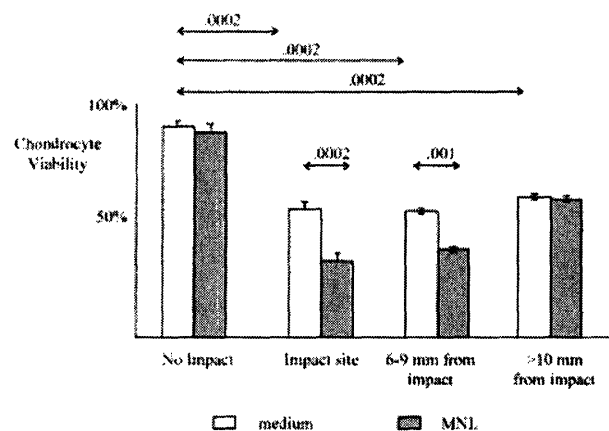 .0002
.0002
.0002
100%
Chondrocyte
Viability
.0002
.001
50%
No Impact
Impact site
6-9 mm from
impact
>10 mm
from impact
medium
MNL